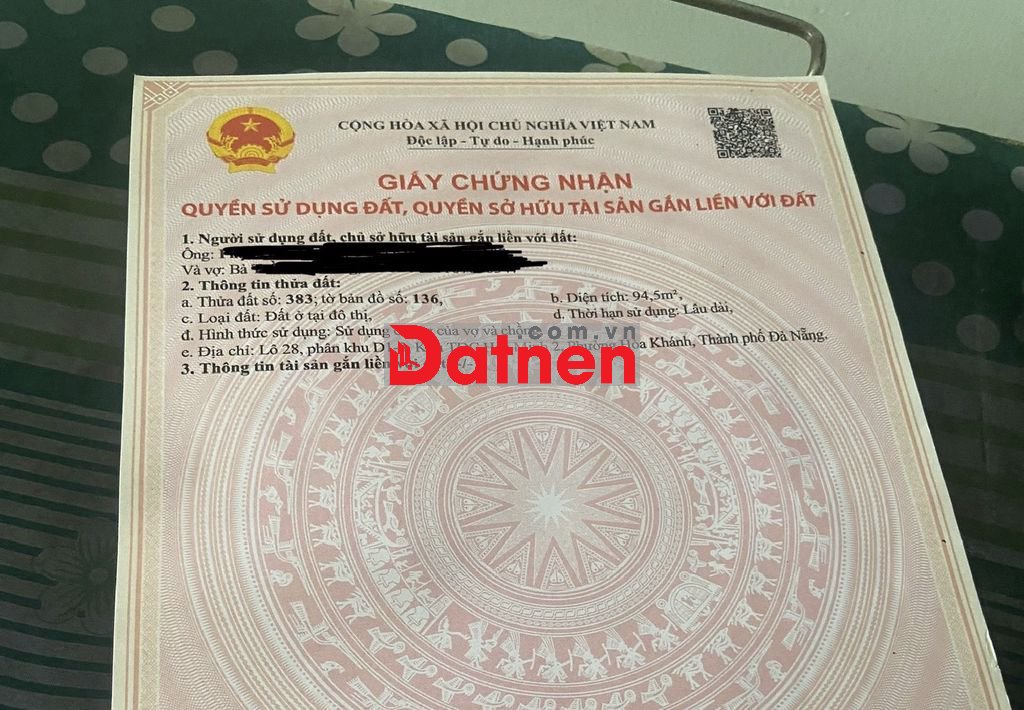 CỘNG HÒA XÃ HỘI CHỦ NGHĨA VIỆT NAM
Độc lập - Tự do - Hạnh phúc
GIẤY CHỨNG NHẬN
QUYỀN SỬ DỤNG ĐẤT, QUYỀN SỞ HỮU TÀI SẢN GẮN LIỀN VỚI ĐẤT
1. Người sử dụng đất, chủ sở hữu tài sản gắn liền với đất:
Ông:
Và vợ: Bà
2. Thông tin thửa đất:
a. Thửa đất số: 383; tờ bản đồ số: 136, b. Diện tích: 94,5m²,
c. Loại đất: Đất ở tại đô thị, d. Thời hạn sử dụng: Lâu dài,
đ. Hình thức sử dụng: Sử dụng của vợ và chồng
e. Địa chỉ: Lô 28, phân khu 2, Phường Hòa Khánh, Thành phố Đà Nẵng.
3. Thông tin tài sản gắn liền
.com.vn
Datnen